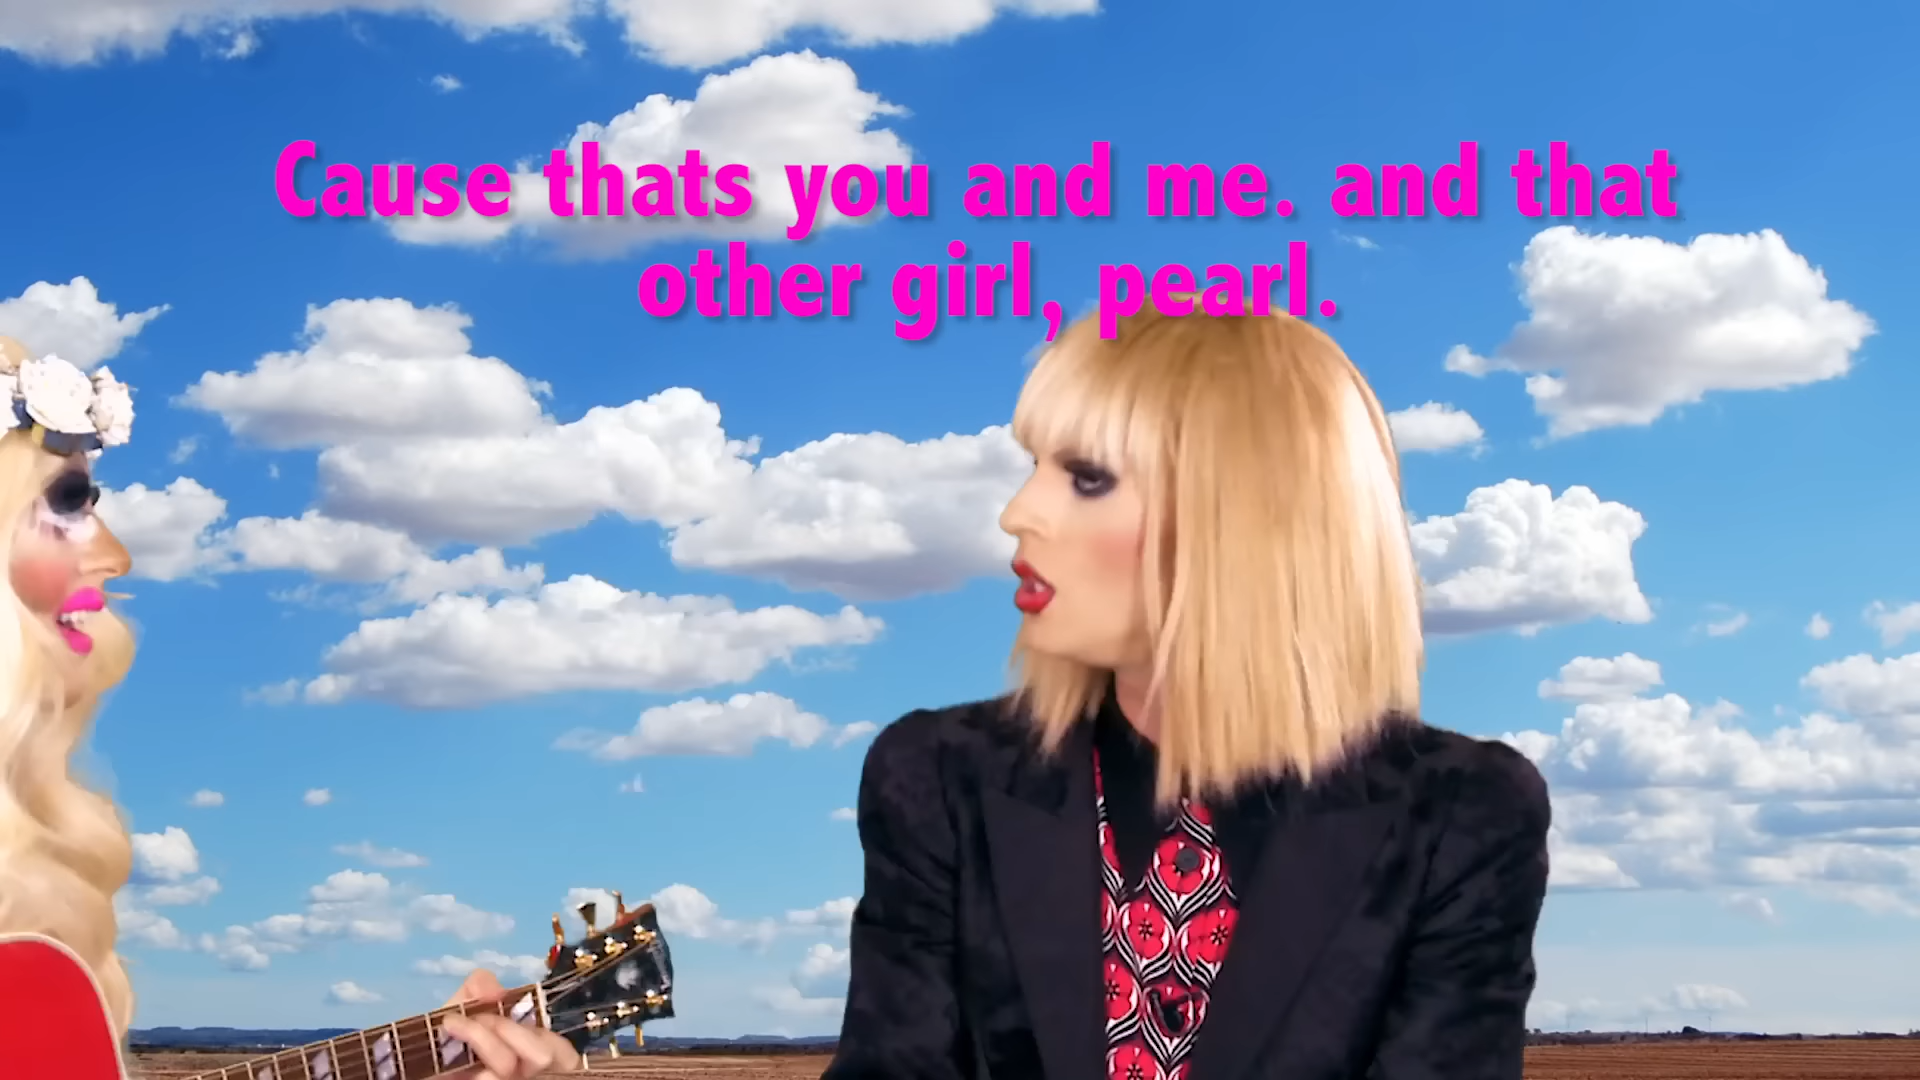 Cause thats you and me. and that
other girl, pearl.